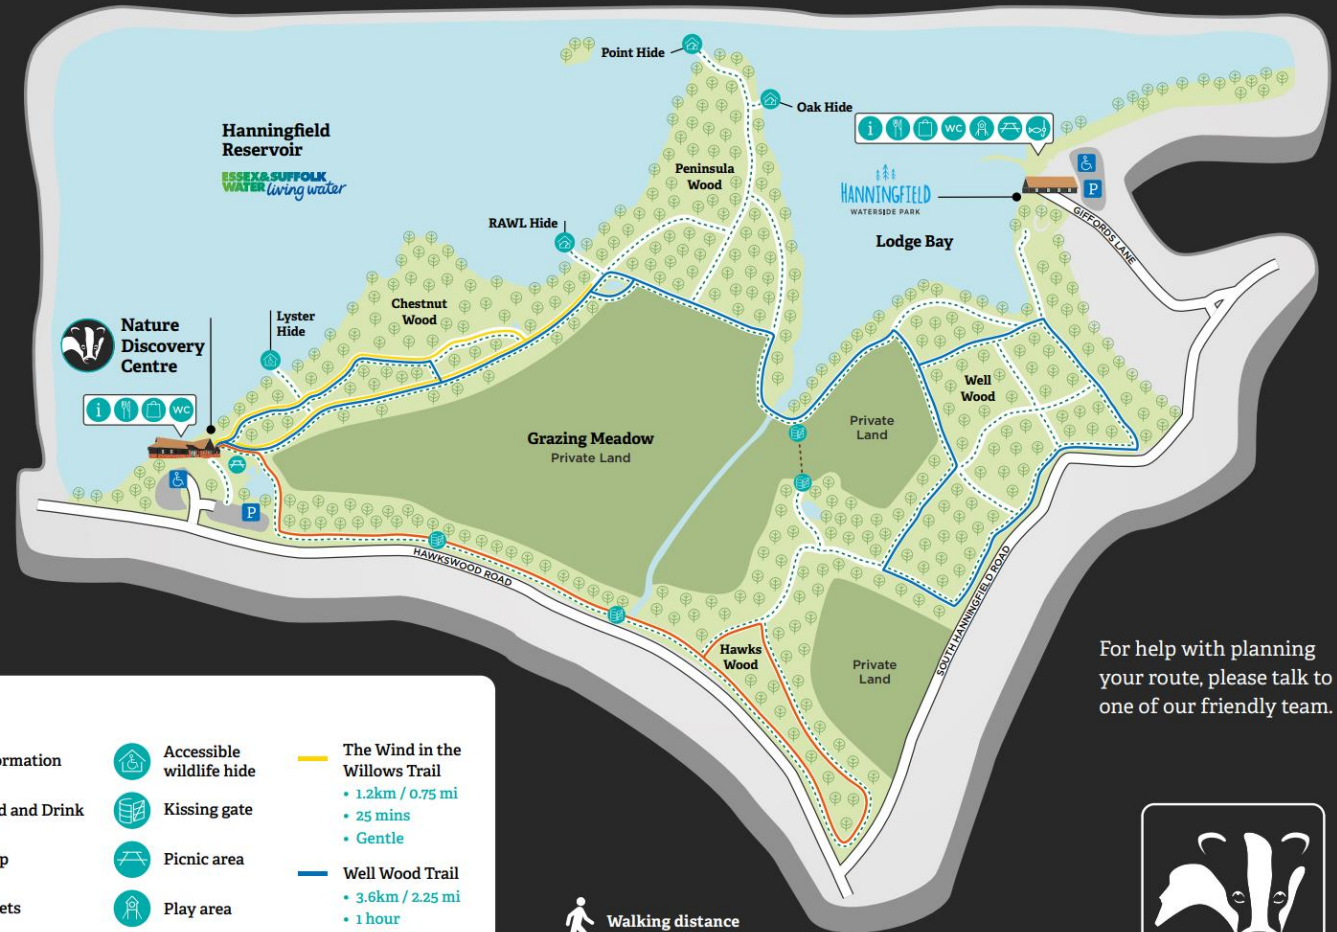 Point Hide
Oak Hide
Hanningfield
Reservoir
ESSEX & SUFFOLK
WATER living water
Peninsula
Wood
wc
HANNINGFIELD
WATERSIDE PARK
P
GIFFORDS LANE
RAWL Hide
Lodge Bay
Chestnut
Wood
Lyster
Hide
Nature
Discovery
Centre
wc
Well
Wood
Private
Land
Grazing Meadow
Private Land
P
HAWKSWOOD ROAD
SOUTH HANNINGFIELD ROAD
Hawks
Wood
Private
Land
For help with planning
your route, please talk to
one of our friendly team.
Accessible
wildlife hide
Kissing gate
Picnic area
Play area
ormation
d and Drink
p
ets
The Wind in the
Willows Trail
• 1.2km / 0.75 mi
• 25 mins
• Gentle
Well Wood Trail
• 3.6km / 2.25 mi
• 1 hour
Walking distance